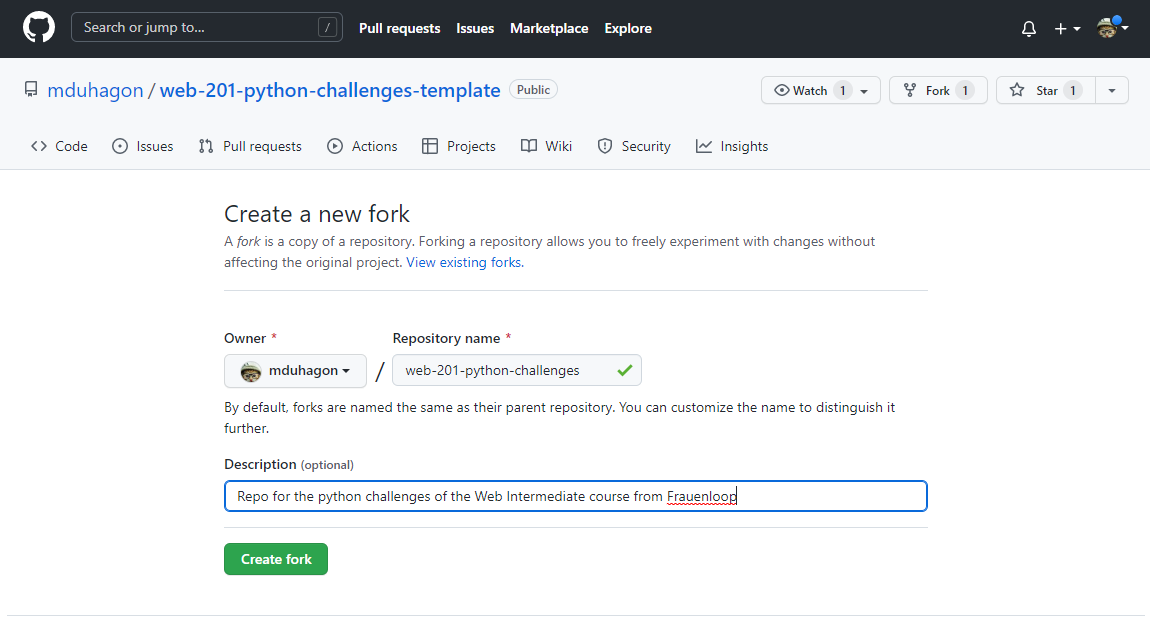 Search or jump to... /
Pull requests Issues Marketplace Explore
mduhagon / web-201-python-challenges-template Public
Watch 1 Fork 1 Star 1
Code Issues Pull requests Actions Projects Wiki Security Insights
Create a new fork
A fork is a copy of a repository. Forking a repository allows you to freely experiment with changes without
affecting the original project. View existing forks.
Owner * Repository name *
mduhagon / web-201-python-challenges
By default, forks are named the same as their parent repository. You can customize the name to distinguish it
further.
Description (optional)
Repo for the python challenges of the Web Intermediate course from Frauenloop
Create fork